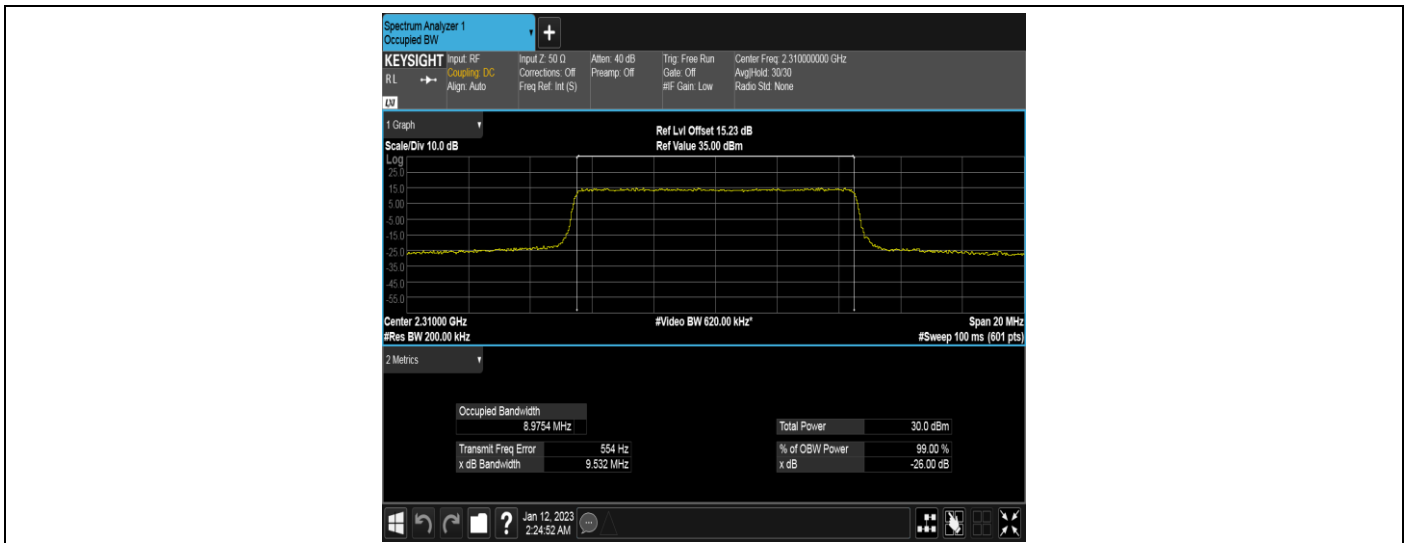 Spectrum Analyzer 1
Occupied BW
+
KEYSIGHT
RL
LXI
Input: RF
Coupling: DC
Align: Auto
Input Z: 50 Ω
Corrections: Off
Freq Ref: Int (S)
Atten: 40 dB
Preamp: Off
Trig: Free Run
Gate: Off
#IF Gain: Low
Center Freq: 2.310000000 GHz
Avg|Hold: 30/30
Radio Std: None
1 Graph
Scale/Div 10.0 dB
Ref Lvl Offset 15.23 dB
Ref Value 35.00 dBm
Log
25.0
15.0
5.00
-5.00
-15.0
-25.0
-35.0
-45.0
-55.0
Center 2.31000 GHz
#Res BW 200.00 kHz
#Video BW 620.00 kHz*
Span 20 MHz
#Sweep 100 ms (601 pts)
2 Metrics
Occupied Bandwidth
8.9754 MHz
Transmit Freq Error 554 Hz
x dB Bandwidth 9.532 MHz
Total Power 30.0 dBm
% of OBW Power 99.00 %
x dB -26.00 dB
?
Jan 12, 2023
2:24:52 AM